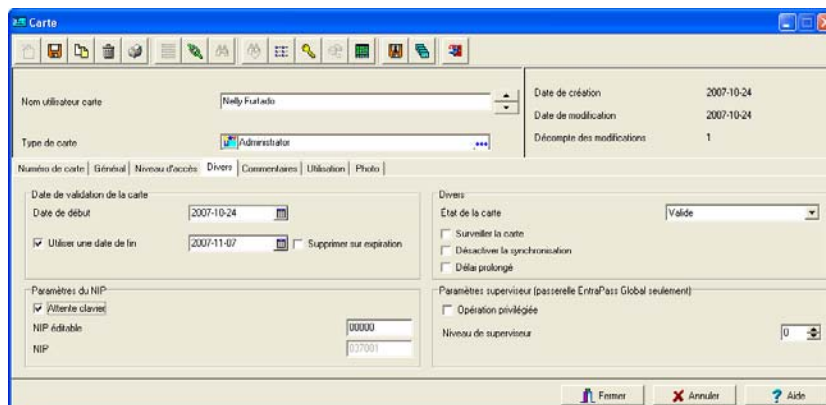 Carte
Nom utilisateur carte
Nelly Furtado
Type de carte
Administrator
Date de création 2007-10-24
Date de modification 2007-10-24
Décompte des modifications 1
Numéro de carte Général Niveau d'accès Divers Commentaires Utilisation Photo
Date de validation de la carte
Date de début 2007-10-24
Utiliser une date de fin 2007-11-07 Supprimer sur expiration
Paramètres du NIP
Attente clavier
NIP éditable 00000
NIP 037001
Divers
État de la carte Valide
Surveiller la carte
Désactiver la synchronisation
Délai prolongé
Paramètres superviseur (passerelle EntraPass Global seulement)
Opération privilégiée
Niveau de superviseur 0
Fermer Annuler Aide